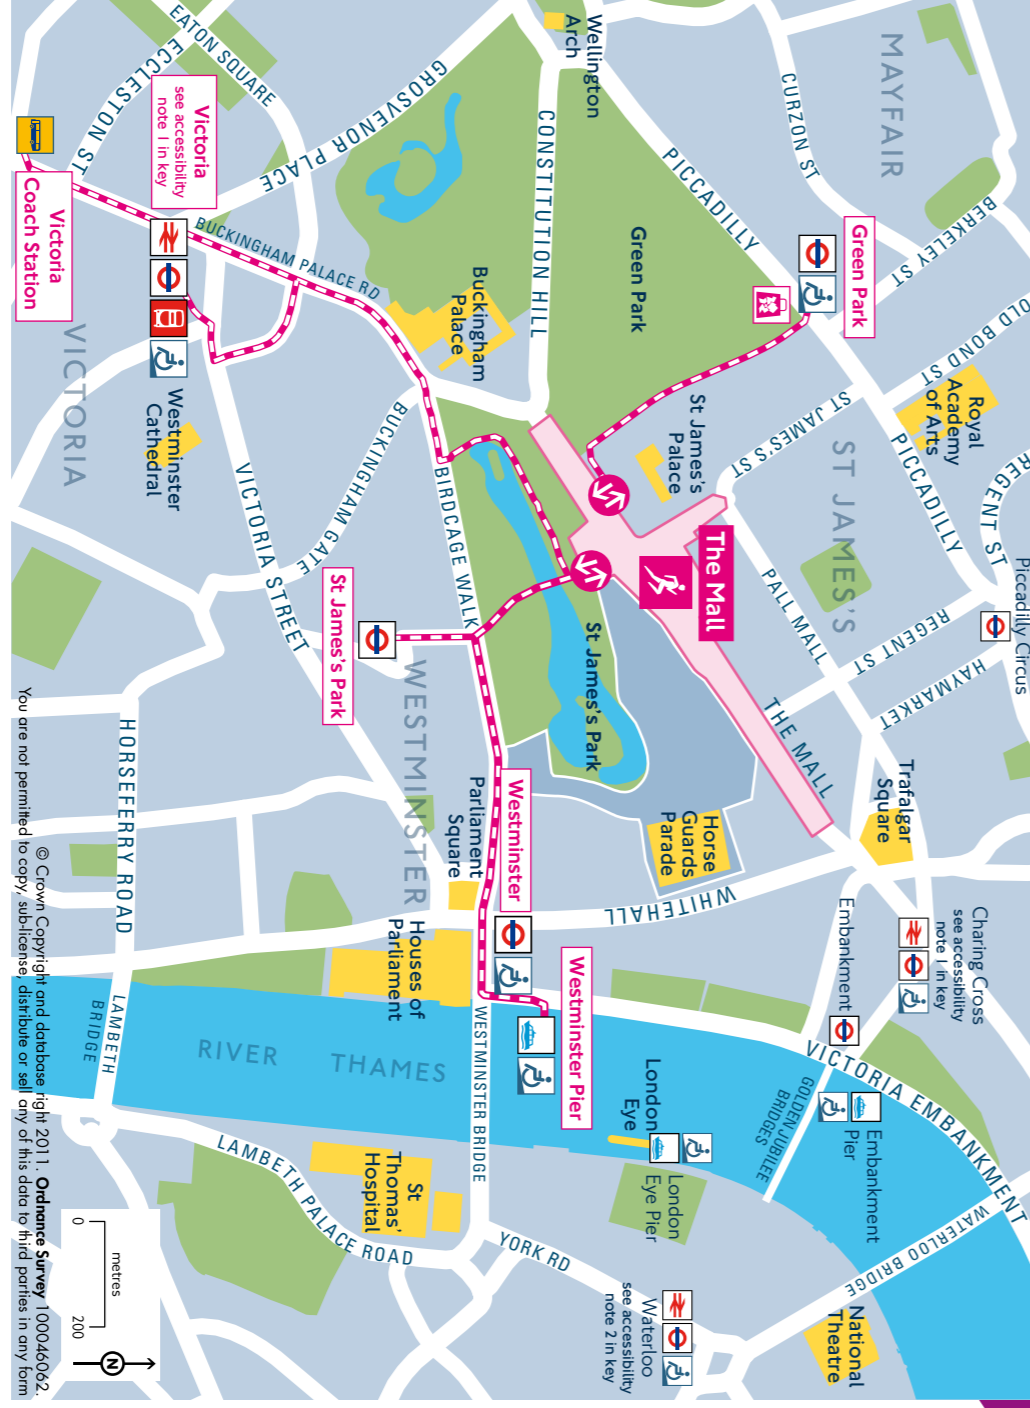 MAYFAIR
Wellington
Arch
EATON SQUARE
ECCLESTON ST
GROSVENOR PLACE
CONSTITUTION HILL
PICCADILLY
CURZON ST
BERKELEY ST
OLD BOND ST
Green Park
Green Park
Victoria
see accessibility
note 1 in key
Victoria
Coach Station
BUCKINGHAM PALACE RD
Buckingham
Palace
VICTORIA
Westminster
Cathedral
VICTORIA STREET
BUCKINGHAM GATE
BIRDCAGE WALK
St James's
Palace
ST JAMES'S ST
ST JAMES'S
Royal
Academy
of Arts
PICCADILLY
REGENT ST
Piccadilly Circus
REGENT ST
HAYMARKET
PALL MALL
The Mall
THE MALL
St James's Park
St James's Park
WESTMINSTER
Trafalgar
Square
Horse
Guards
Parade
WHITEHALL
Parliament
Square
Westminster
Houses of
Parliament
Westminster Pier
HORSEFERRY ROAD
LAMBETH
BRIDGE
RIVER THAMES
WESTMINSTER BRIDGE
Embankment
Charing Cross
see accessibility
note 1 in key
VICTORIA EMBANKMENT
GOLDEN JUBILEE
BRIDGES
Embankment
Pier
London
Eye
London
Eye Pier
WATERLOO BRIDGE
St
Thomas'
Hospital
LAMBETH PALACE ROAD
YORK RD
Waterloo
see accessibility
note 2 in key
National
Theatre
metres
0 200
N
© Crown Copyright and database right 2011. Ordnance Survey 100046062.
You are not permitted to copy, sub-license, distribute or sell any of this data to third parties in any form